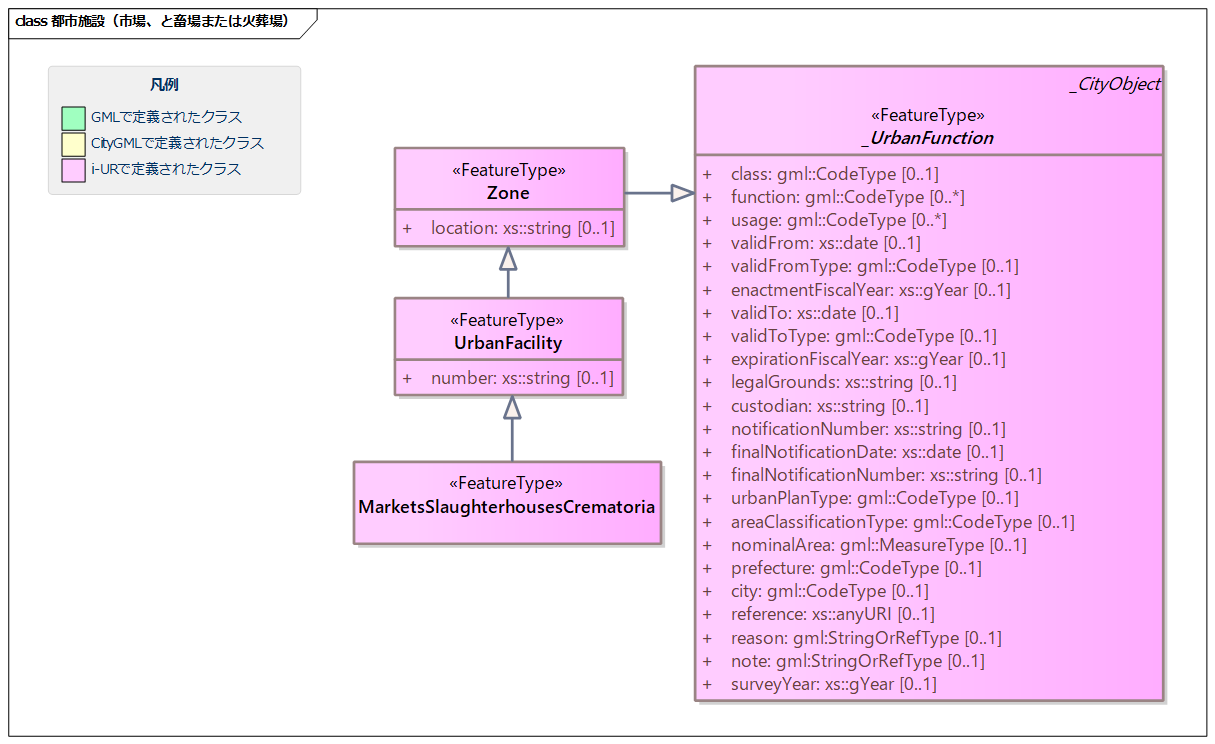 class 都市施設（市場、と畜場または火葬場）
凡例
GMLで定義されたクラス
CityGMLで定義されたクラス
i-URで定義されたクラス
«FeatureType»
Zone
+ location: xs::string [0..1]
«FeatureType»
UrbanFacility
+ number: xs::string [0..1]
«FeatureType»
MarketsSlaughterhousesCrematoria
_CityObject
«FeatureType»
_UrbanFunction
+ class: gml::CodeType [0..1]
+ function: gml::CodeType [0..*]
+ usage: gml::CodeType [0..*]
+ validFrom: xs::date [0..1]
+ validFromType: gml::CodeType [0..1]
+ enactmentFiscalYear: xs::gYear [0..1]
+ validTo: xs::date [0..1]
+ validToType: gml::CodeType [0..1]
+ expirationFiscalYear: xs::gYear [0..1]
+ legalGrounds: xs::string [0..1]
+ custodian: xs::string [0..1]
+ notificationNumber: xs::string [0..1]
+ finalNotificationDate: xs::date [0..1]
+ finalNotificationNumber: xs::string [0..1]
+ urbanPlanType: gml::CodeType [0..1]
+ areaClassificationType: gml::CodeType [0..1]
+ nominalArea: gml::MeasureType [0..1]
+ prefecture: gml::CodeType [0..1]
+ city: gml::CodeType [0..1]
+ reference: xs::anyURI [0..1]
+ reason: gml:StringOrRefType [0..1]
+ note: gml:StringOrRefType [0..1]
+ surveyYear: xs::gYear [0..1]